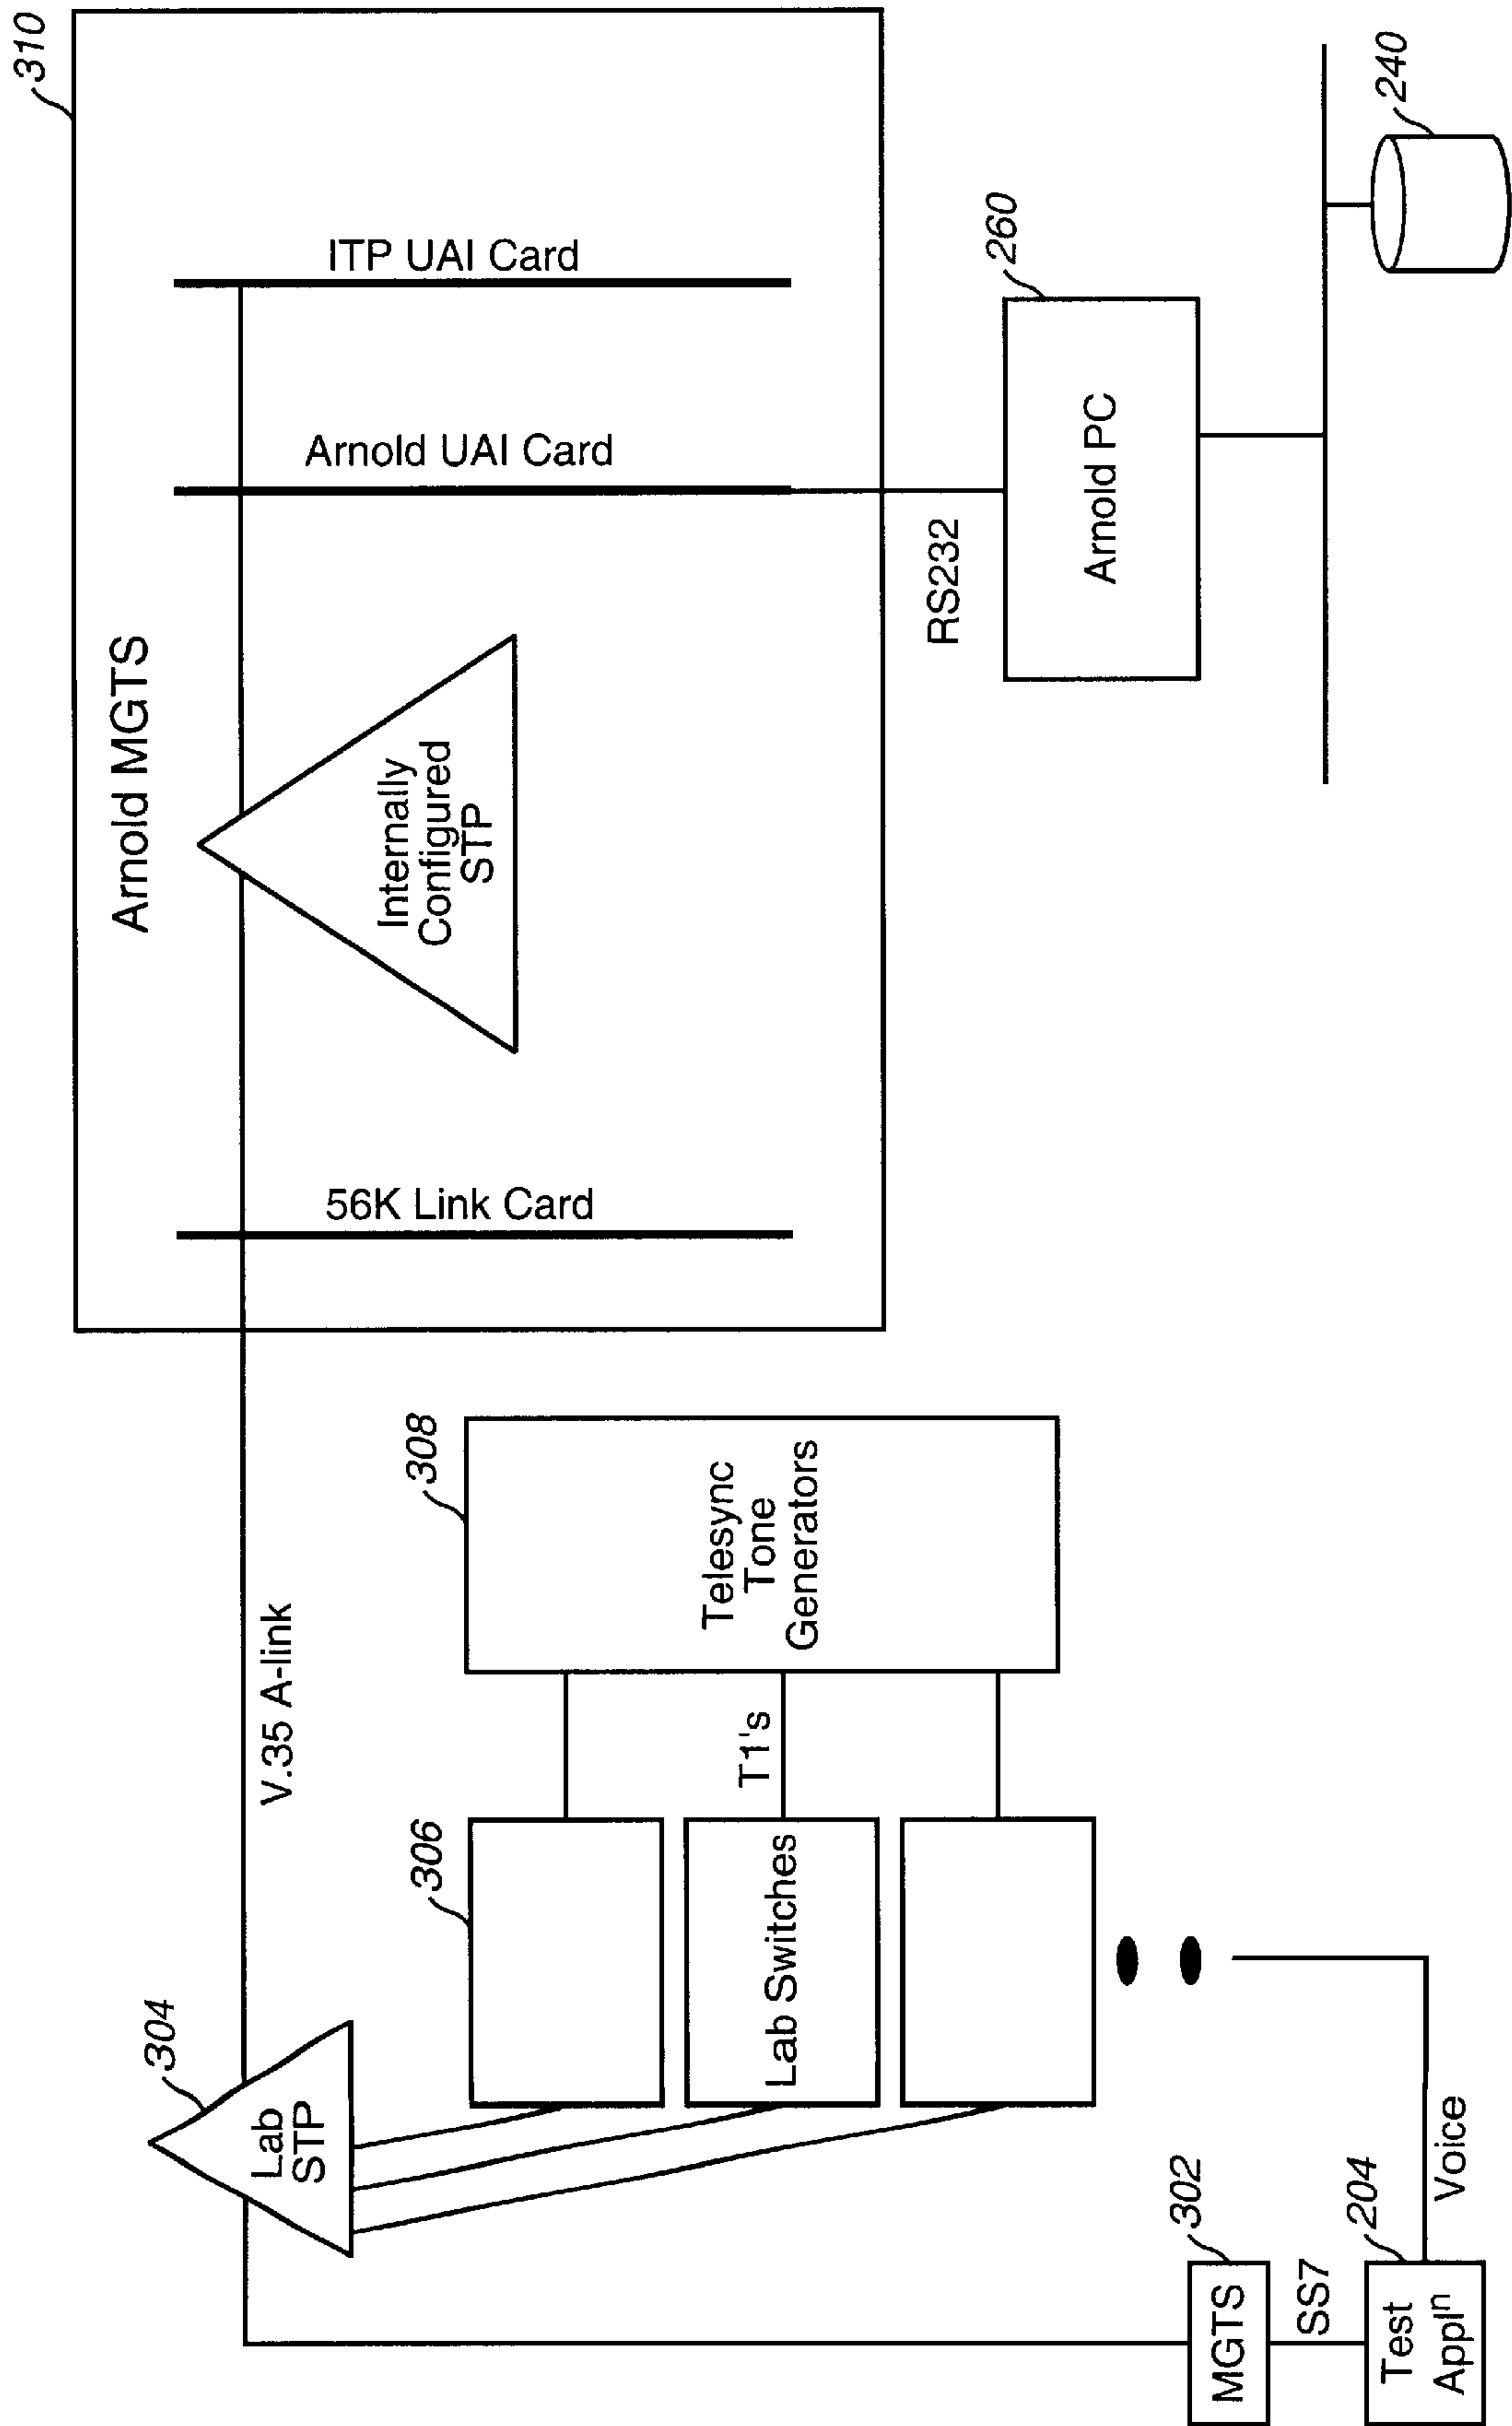 310
Arnold MGTS
ITP UAI Card
Arnold UAI Card
Internally
Configured
STP
56K Link Card
RS232
260
Arnold PC
240
V.35 A-link
304
Lab
STP
306
Lab Switches
T1's
308
Telesync
Tone
Generators
302
MGTS
SS7
204
Test
Applⁿ
Voice